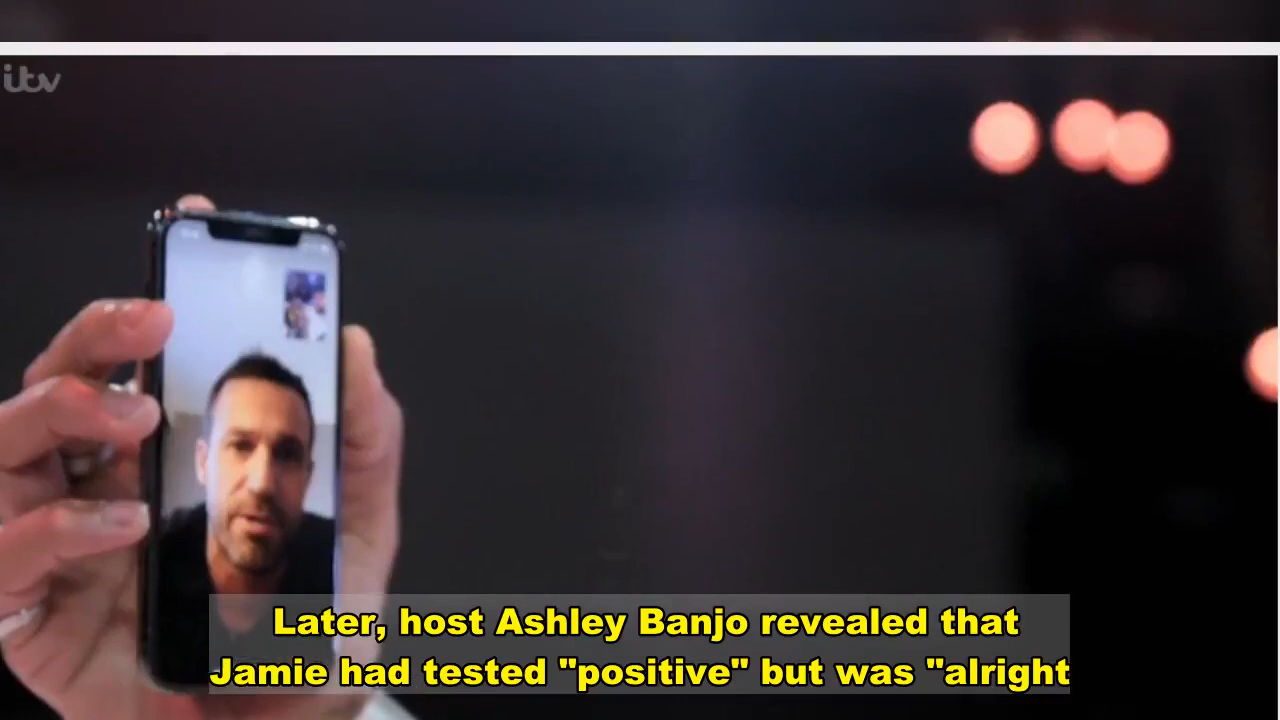 itv
Later, host Ashley Banjo revealed that
Jamie had tested "positive" but was "alright